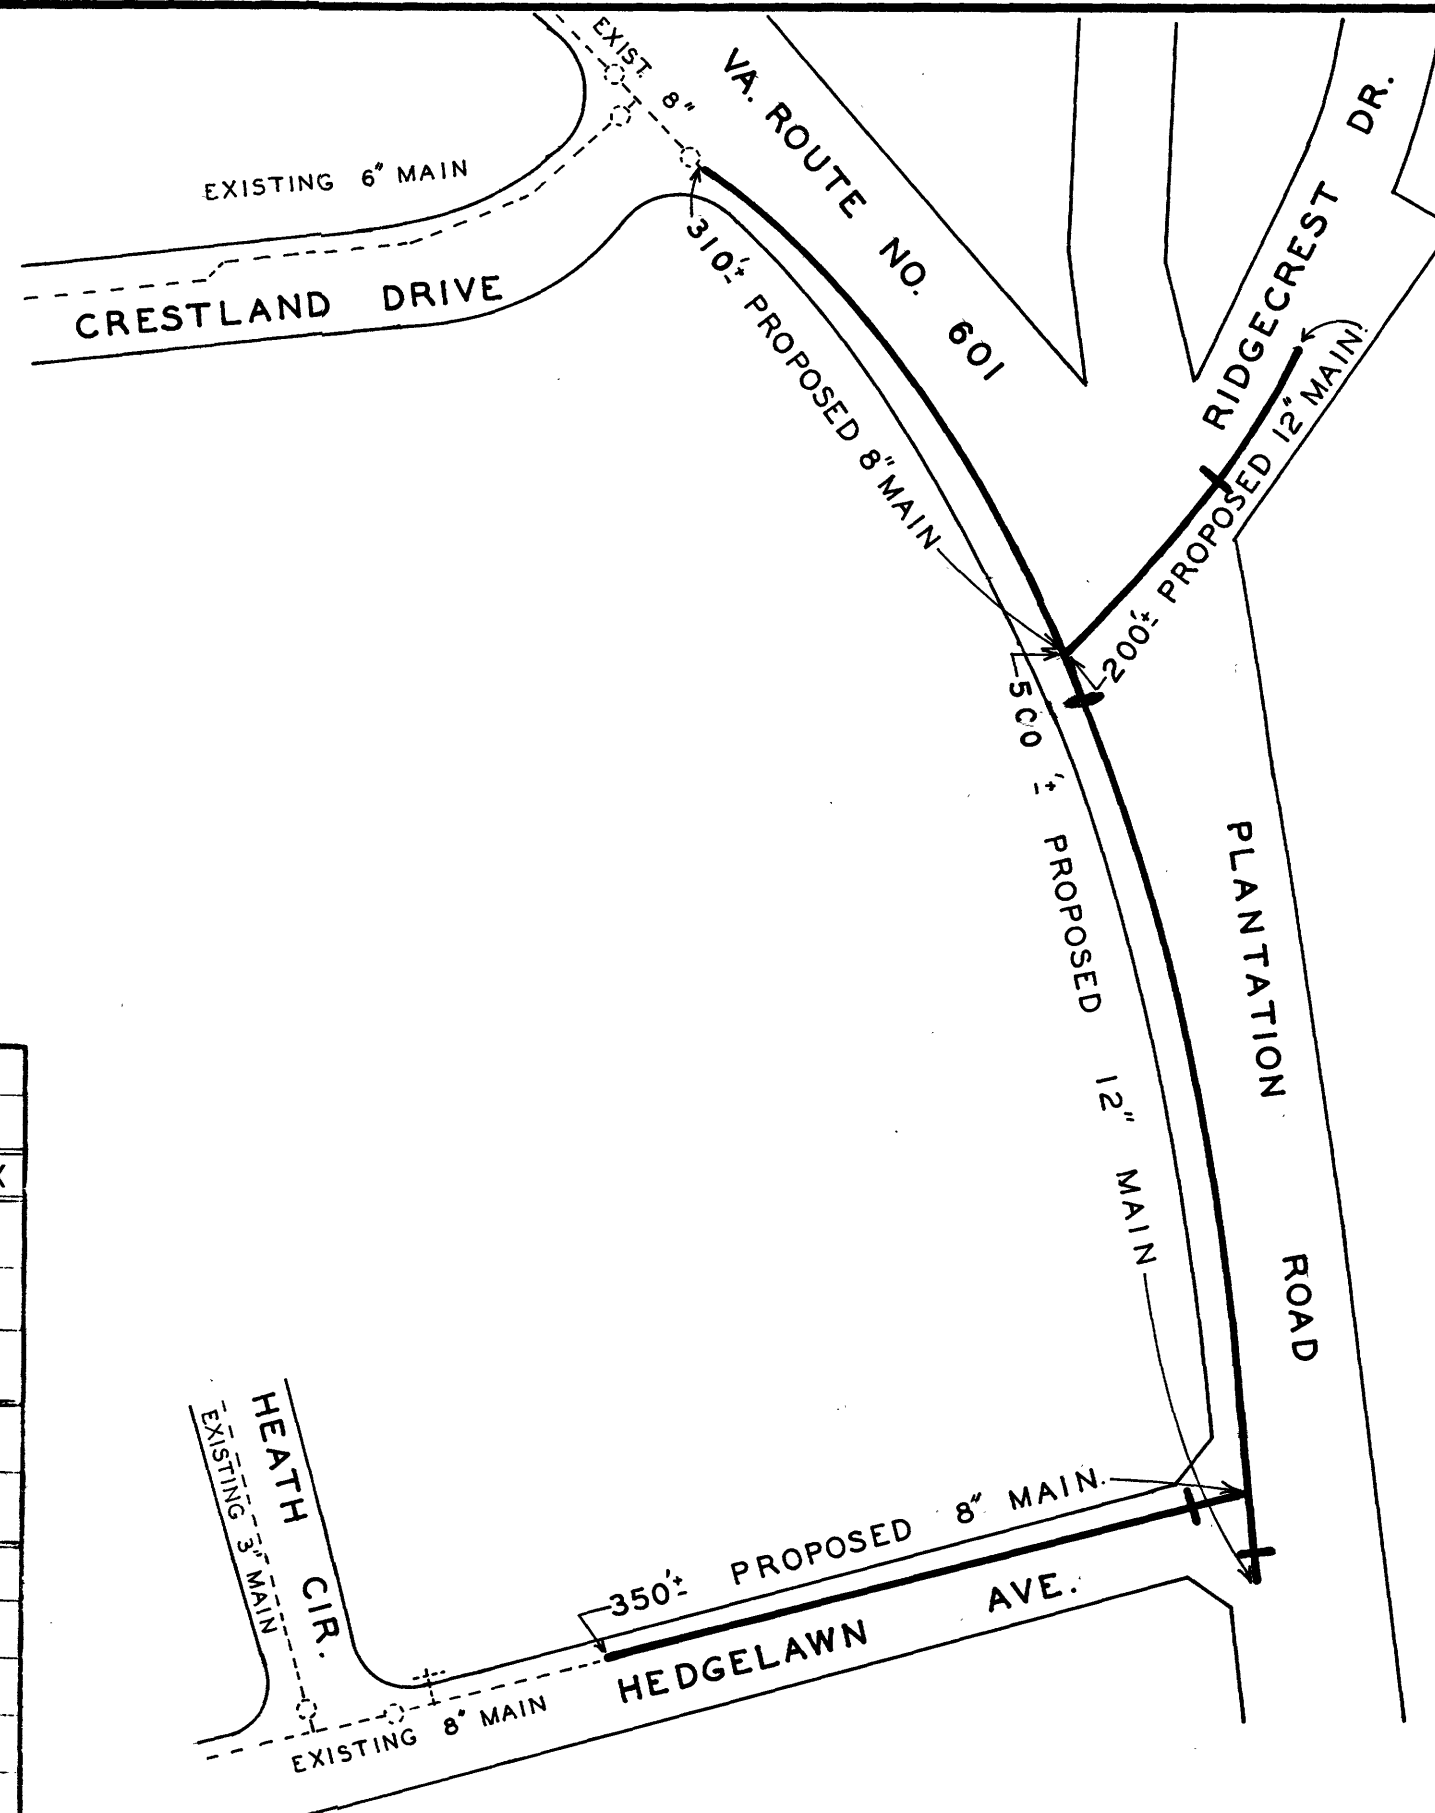 EXIST. 8"
VA. ROUTE NO. 601
RIDGECREST DR.
EXISTING 6" MAIN
CRESTLAND DRIVE
310'± PROPOSED 8" MAIN
200'± PROPOSED 12" MAIN
500'± PROPOSED 12" MAIN
PLANTATION ROAD
HEATH CIR.
EXISTING 3" MAIN
350'± PROPOSED 8" MAIN
HEDGELAWN AVE.
EXISTING 8" MAIN